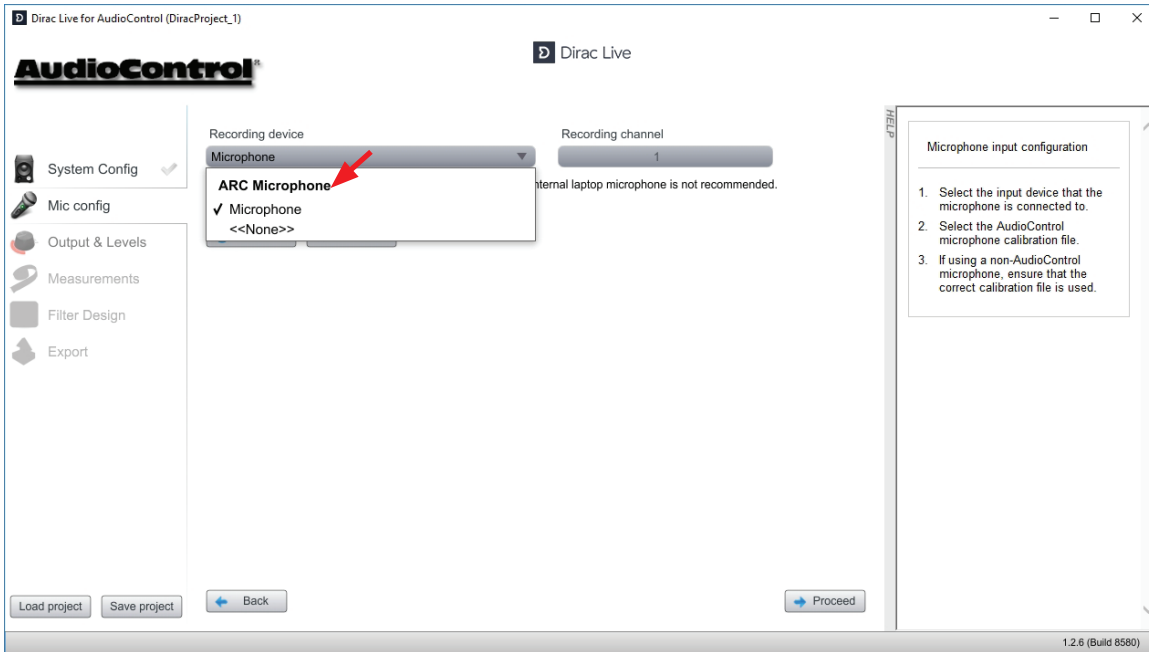 Dirac Live for AudioControl (DiracProject_1)
AudioControl®
Dirac Live
System Config
Mic config
Output & Levels
Measurements
Filter Design
Export
Load project
Save project
Recording device
Microphone
ARC Microphone
✓ Microphone
<<None>>
Recording channel
1
nternal laptop microphone is not recommended.
Back
Proceed
HELP
Microphone input configuration
1. Select the input device that the
microphone is connected to.
2. Select the AudioControl
microphone calibration file.
3. If using a non-AudioControl
microphone, ensure that the
correct calibration file is used.
1.2.6 (Build 8580)